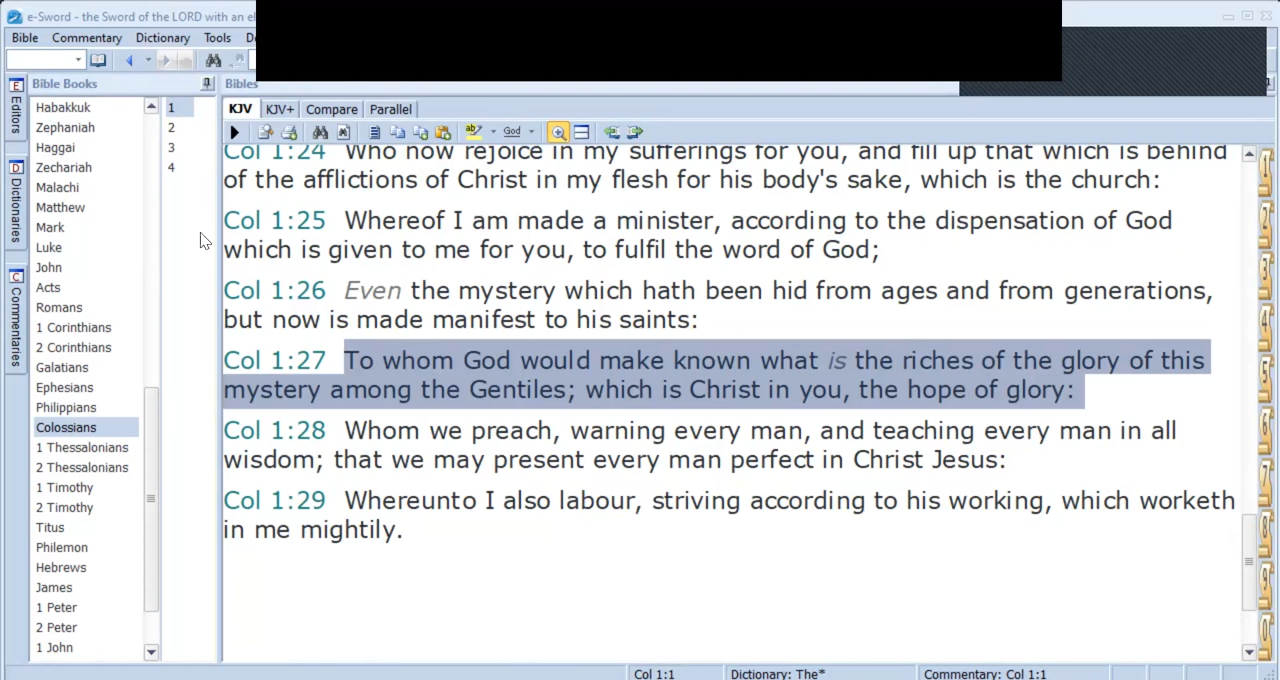 e-Sword - the Sword of the LORD with an
Bible Commentary Dictionary Tools
Bible Books
Bibles
Editors
Dictionaries
Commentaries
Habakkuk
Zephaniah
Haggai
Zechariah
Malachi
Matthew
Mark
Luke
John
Acts
Romans
1 Corinthians
2 Corinthians
Galatians
Ephesians
Philippians
Colossians
1 Thessalonians
2 Thessalonians
1 Timothy
2 Timothy
Titus
Philemon
Hebrews
James
1 Peter
2 Peter
1 John
1
2
3
4
KJV KJV+ Compare Parallel
ab God
Col 1:24 Who now rejoice in my sufferings for you, and fill up that which is behind
of the afflictions of Christ in my flesh for his body's sake, which is the church:
Col 1:25 Whereof I am made a minister, according to the dispensation of God
which is given to me for you, to fulfil the word of God;
Col 1:26 Even the mystery which hath been hid from ages and from generations,
but now is made manifest to his saints:
Col 1:27 To whom God would make known what is the riches of the glory of this
mystery among the Gentiles; which is Christ in you, the hope of glory:
Col 1:28 Whom we preach, warning every man, and teaching every man in all
wisdom; that we may present every man perfect in Christ Jesus:
Col 1:29 Whereunto I also labour, striving according to his working, which worketh
in me mightily.
1
2
3
4
5
6
7
8
9
0
Col 1:1 Dictionary: The* Commentary: Col 1:1